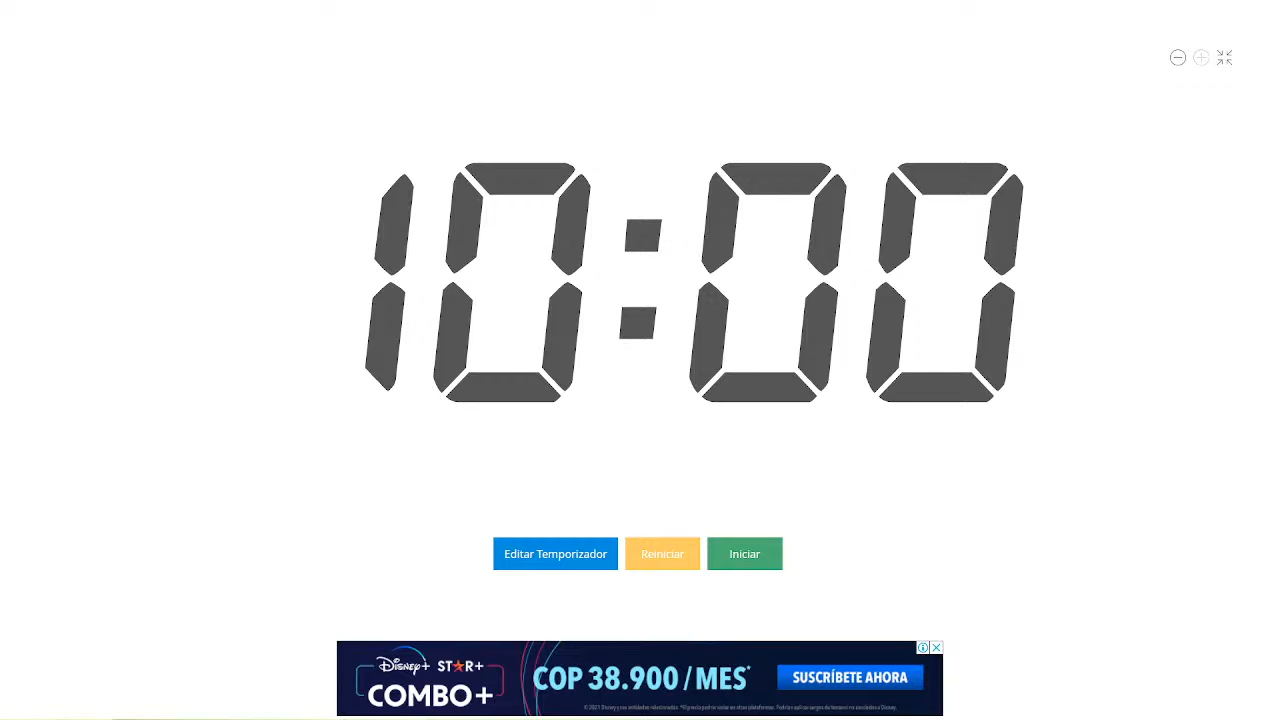 10:00
Editar Temporizador
Reiniciar
Iniciar
Disney+ STAR+
COMBO+
COP 38.900/MES*
SUSCRÍBETE AHORA